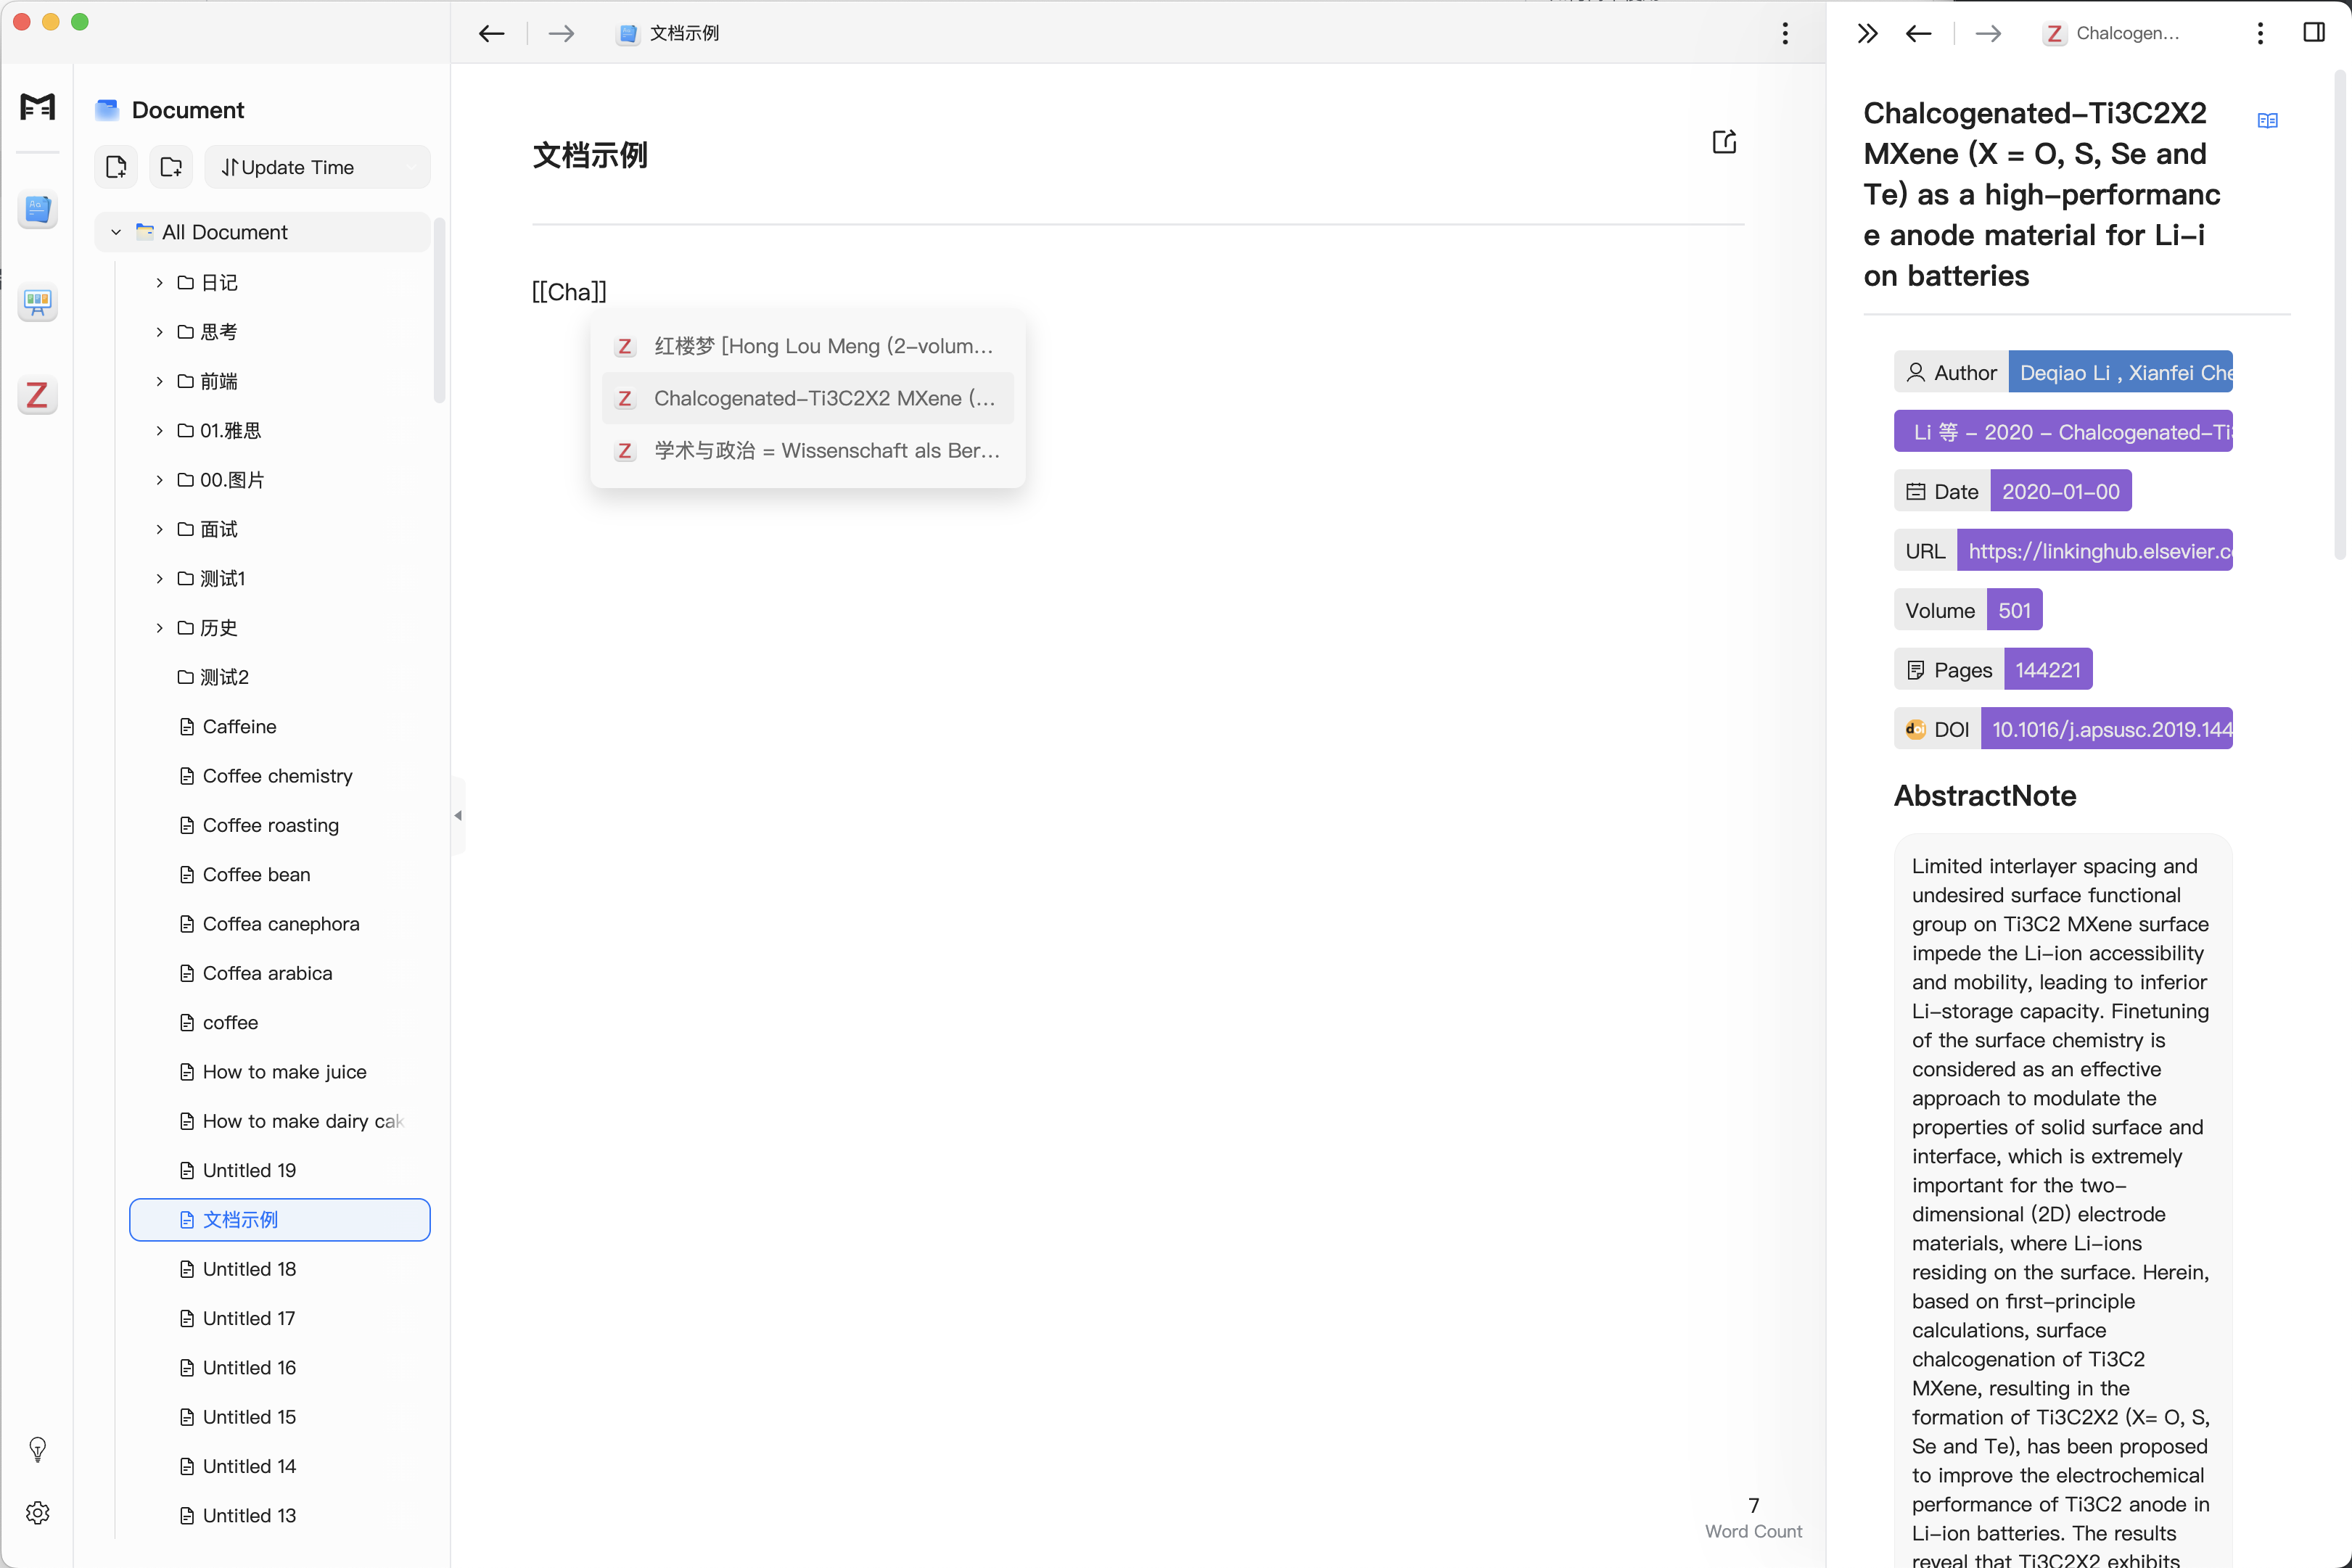 文档示例
Chalcogen...
Document
Update Time
All Document
日记
思考
前端
01.雅思
00.图片
面试
测试1
历史
测试2
Caffeine
Coffee chemistry
Coffee roasting
Coffee bean
Coffea canephora
Coffea arabica
coffee
How to make juice
How to make dairy cak
Untitled 19
文档示例
Untitled 18
Untitled 17
Untitled 16
Untitled 15
Untitled 14
Untitled 13
文档示例
[[Cha]]
红楼梦 [Hong Lou Meng (2-volum...
Chalcogenated-Ti3C2X2 MXene (...
学术与政治 = Wissenschaft als Ber...
7
Word Count
Chalcogenated-Ti3C2X2
MXene (X = O, S, Se and
Te) as a high-performanc
e anode material for Li-i
on batteries
Author Deqiao Li , Xianfei Che
Li 等 - 2020 - Chalcogenated-Ti
Date 2020-01-00
URL https://linkinghub.elsevier.c
Volume 501
Pages 144221
doi DOI 10.1016/j.apsusc.2019.144
AbstractNote
Limited interlayer spacing and
undesired surface functional
group on Ti3C2 MXene surface
impede the Li-ion accessibility
and mobility, leading to inferior
Li-storage capacity. Finetuning
of the surface chemistry is
considered as an effective
approach to modulate the
properties of solid surface and
interface, which is extremely
important for the two-
dimensional (2D) electrode
materials, where Li-ions
residing on the surface. Herein,
based on first-principle
calculations, surface
chalcogenation of Ti3C2
MXene, resulting in the
formation of Ti3C2X2 (X= O, S,
Se and Te), has been proposed
to improve the electrochemical
performance of Ti3C2 anode in
Li-ion batteries. The results
reveal that Ti3C2X2 exhibits